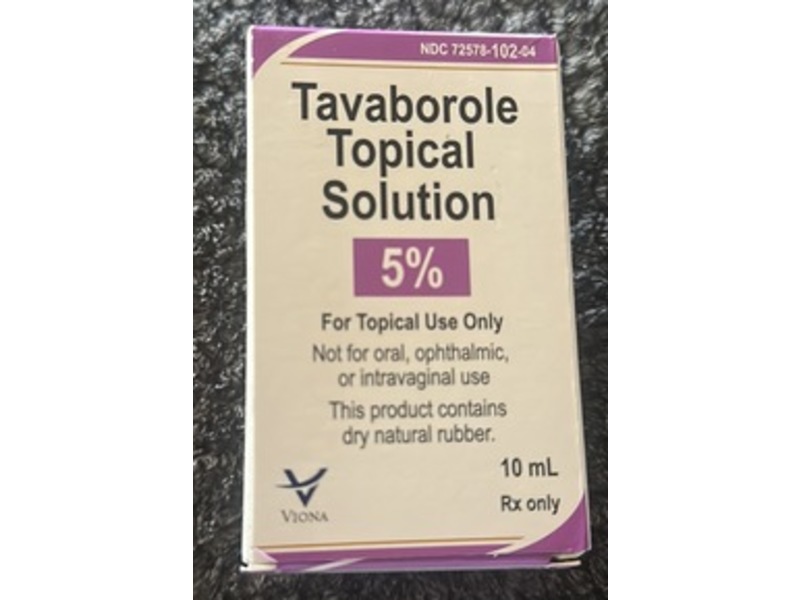 NDC 72578-102-04
Tavaborole
Topical
Solution
5%
For Topical Use Only
Not for oral, ophthalmic,
or intravaginal use
This product contains
dry natural rubber.
10 mL
Rx only
VIONA